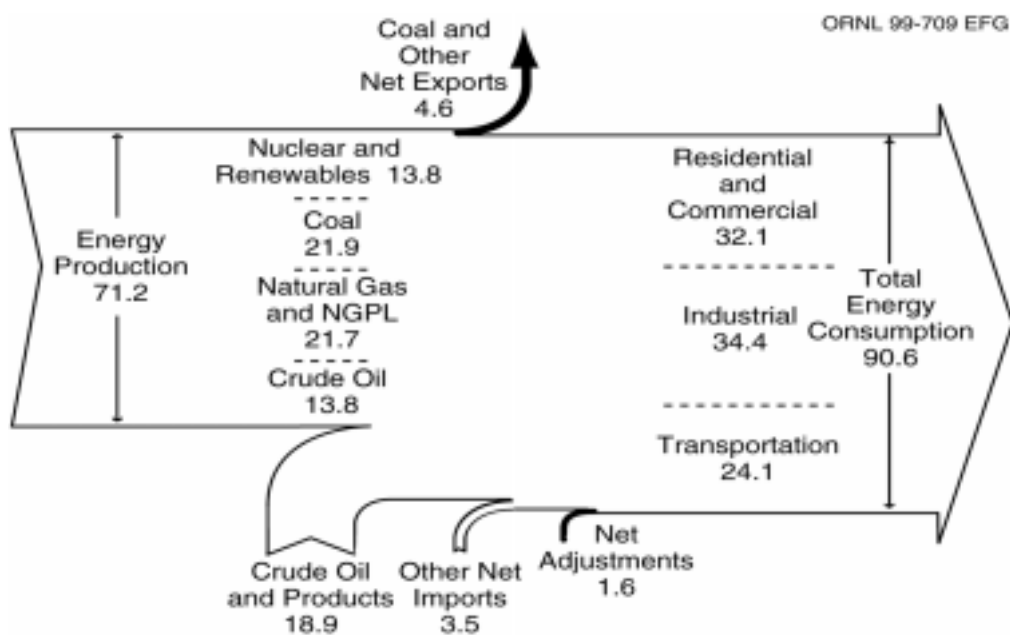 ORNL 99-709 EFG
Coal and
Other
Net Exports
4.6
Nuclear and
Renewables 13.8
Coal
21.9
Natural Gas
and NGPL
21.7
Crude Oil
13.8
Energy
Production
71.2
Residential
and
Commercial
32.1
Industrial
34.4
Transportation
24.1
Total
Energy
Consumption
90.6
Crude Oil
and Products
18.9
Other Net
Imports
3.5
Net
Adjustments
1.6